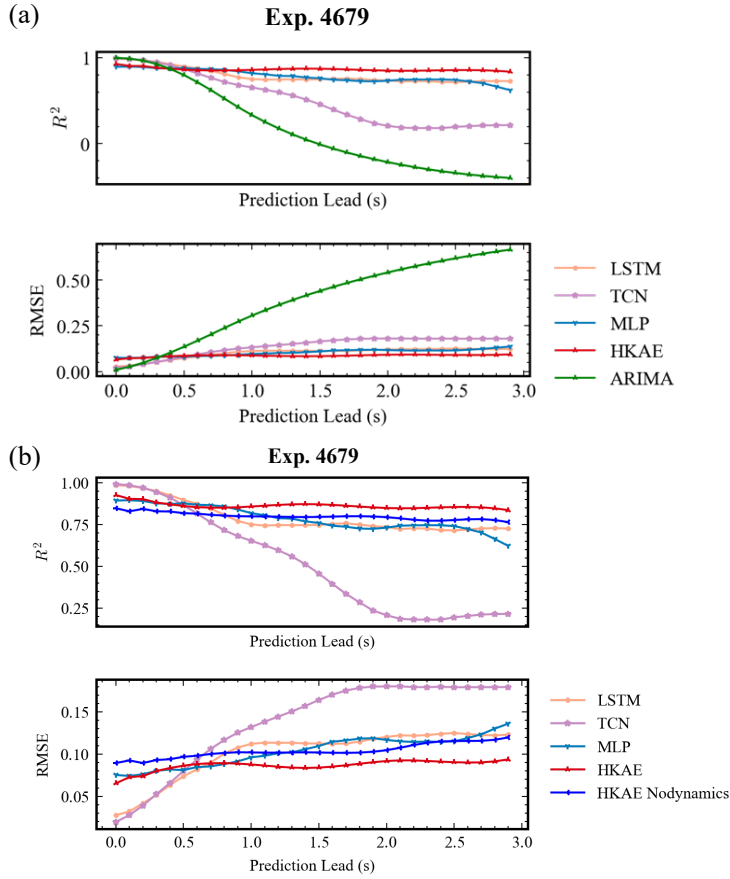 (a)
Exp. 4679
1
0
R²
Prediction Lead (s)
0.50
0.25
0.00
RMSE
0.0 0.5 1.0 1.5 2.0 2.5 3.0
Prediction Lead (s)
LSTM
TCN
MLP
HKAE
ARIMA
(b)
Exp. 4679
1.00
0.75
0.50
0.25
R²
Prediction Lead (s)
0.15
0.10
0.05
RMSE
0.0 0.5 1.0 1.5 2.0 2.5 3.0
Prediction Lead (s)
LSTM
TCN
MLP
HKAE
HKAE Nodynamics